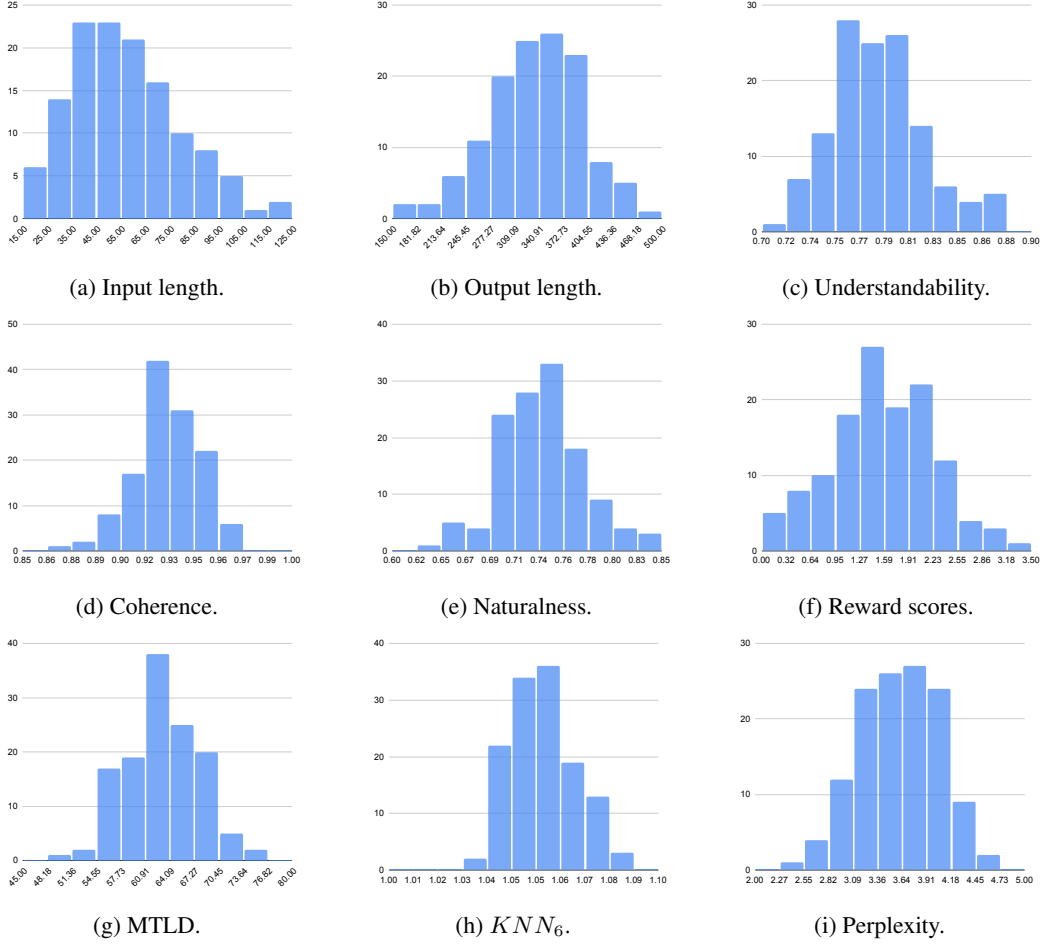 25
20
15
10
5
0
15.00 25.00 35.00 45.00 55.00 65.00 75.00 85.00 95.00 105.00 115.00 125.00
(a) Input length.
30
20
10
0
150.00 181.82 213.64 245.45 277.27 309.09 340.91 372.73 404.55 436.36 468.18 500.00
(b) Output length.
30
20
10
0
0.70 0.72 0.74 0.75 0.77 0.79 0.81 0.83 0.85 0.86 0.88 0.90
(c) Understandability.
50
40
30
20
10
0
0.85 0.86 0.88 0.89 0.90 0.92 0.93 0.94 0.96 0.97 0.99 1.00
(d) Coherence.
40
30
20
10
0
0.60 0.62 0.65 0.67 0.69 0.71 0.74 0.76 0.78 0.80 0.83 0.85
(e) Naturalness.
30
20
10
0
0.00 0.32 0.64 0.95 1.27 1.59 1.91 2.23 2.55 2.86 3.18 3.50
(f) Reward scores.
40
30
20
10
0
45.00 48.18 51.36 54.55 57.73 60.91 64.09 67.27 70.45 73.64 76.82 80.00
(g) MTLD.
40
30
20
10
0
1.00 1.01 1.02 1.03 1.04 1.05 1.05 1.06 1.07 1.08 1.09 1.10
(h) KNN₆.
30
20
10
0
2.00 2.27 2.55 2.82 3.09 3.36 3.64 3.91 4.18 4.45 4.73 5.00
(i) Perplexity.